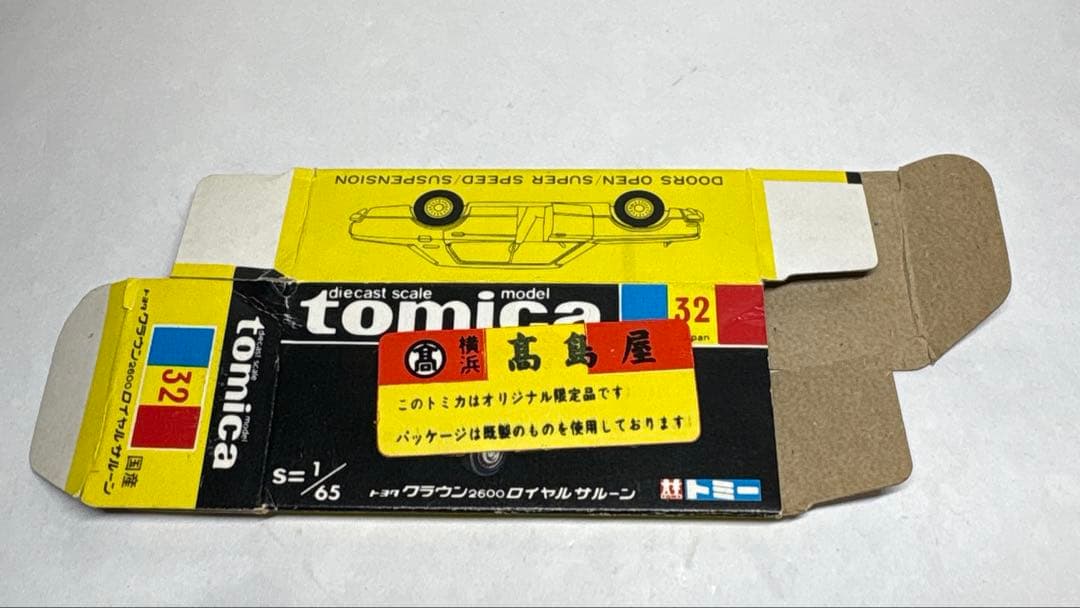 DOORS OPEN/SUPER SPEED/SUSPENSION
diecast scale model
tomica
32
pan
横浜 髙島屋
髙
このトミカはオリジナル限定品です
パッケージは既製のものを使用しております
S=1/65
トヨタ クラウン2600ロイヤル サルーン
トミー
diecast scale model
tomica
32
トヨタ クラウン2600ロイヤル サルーン
国産